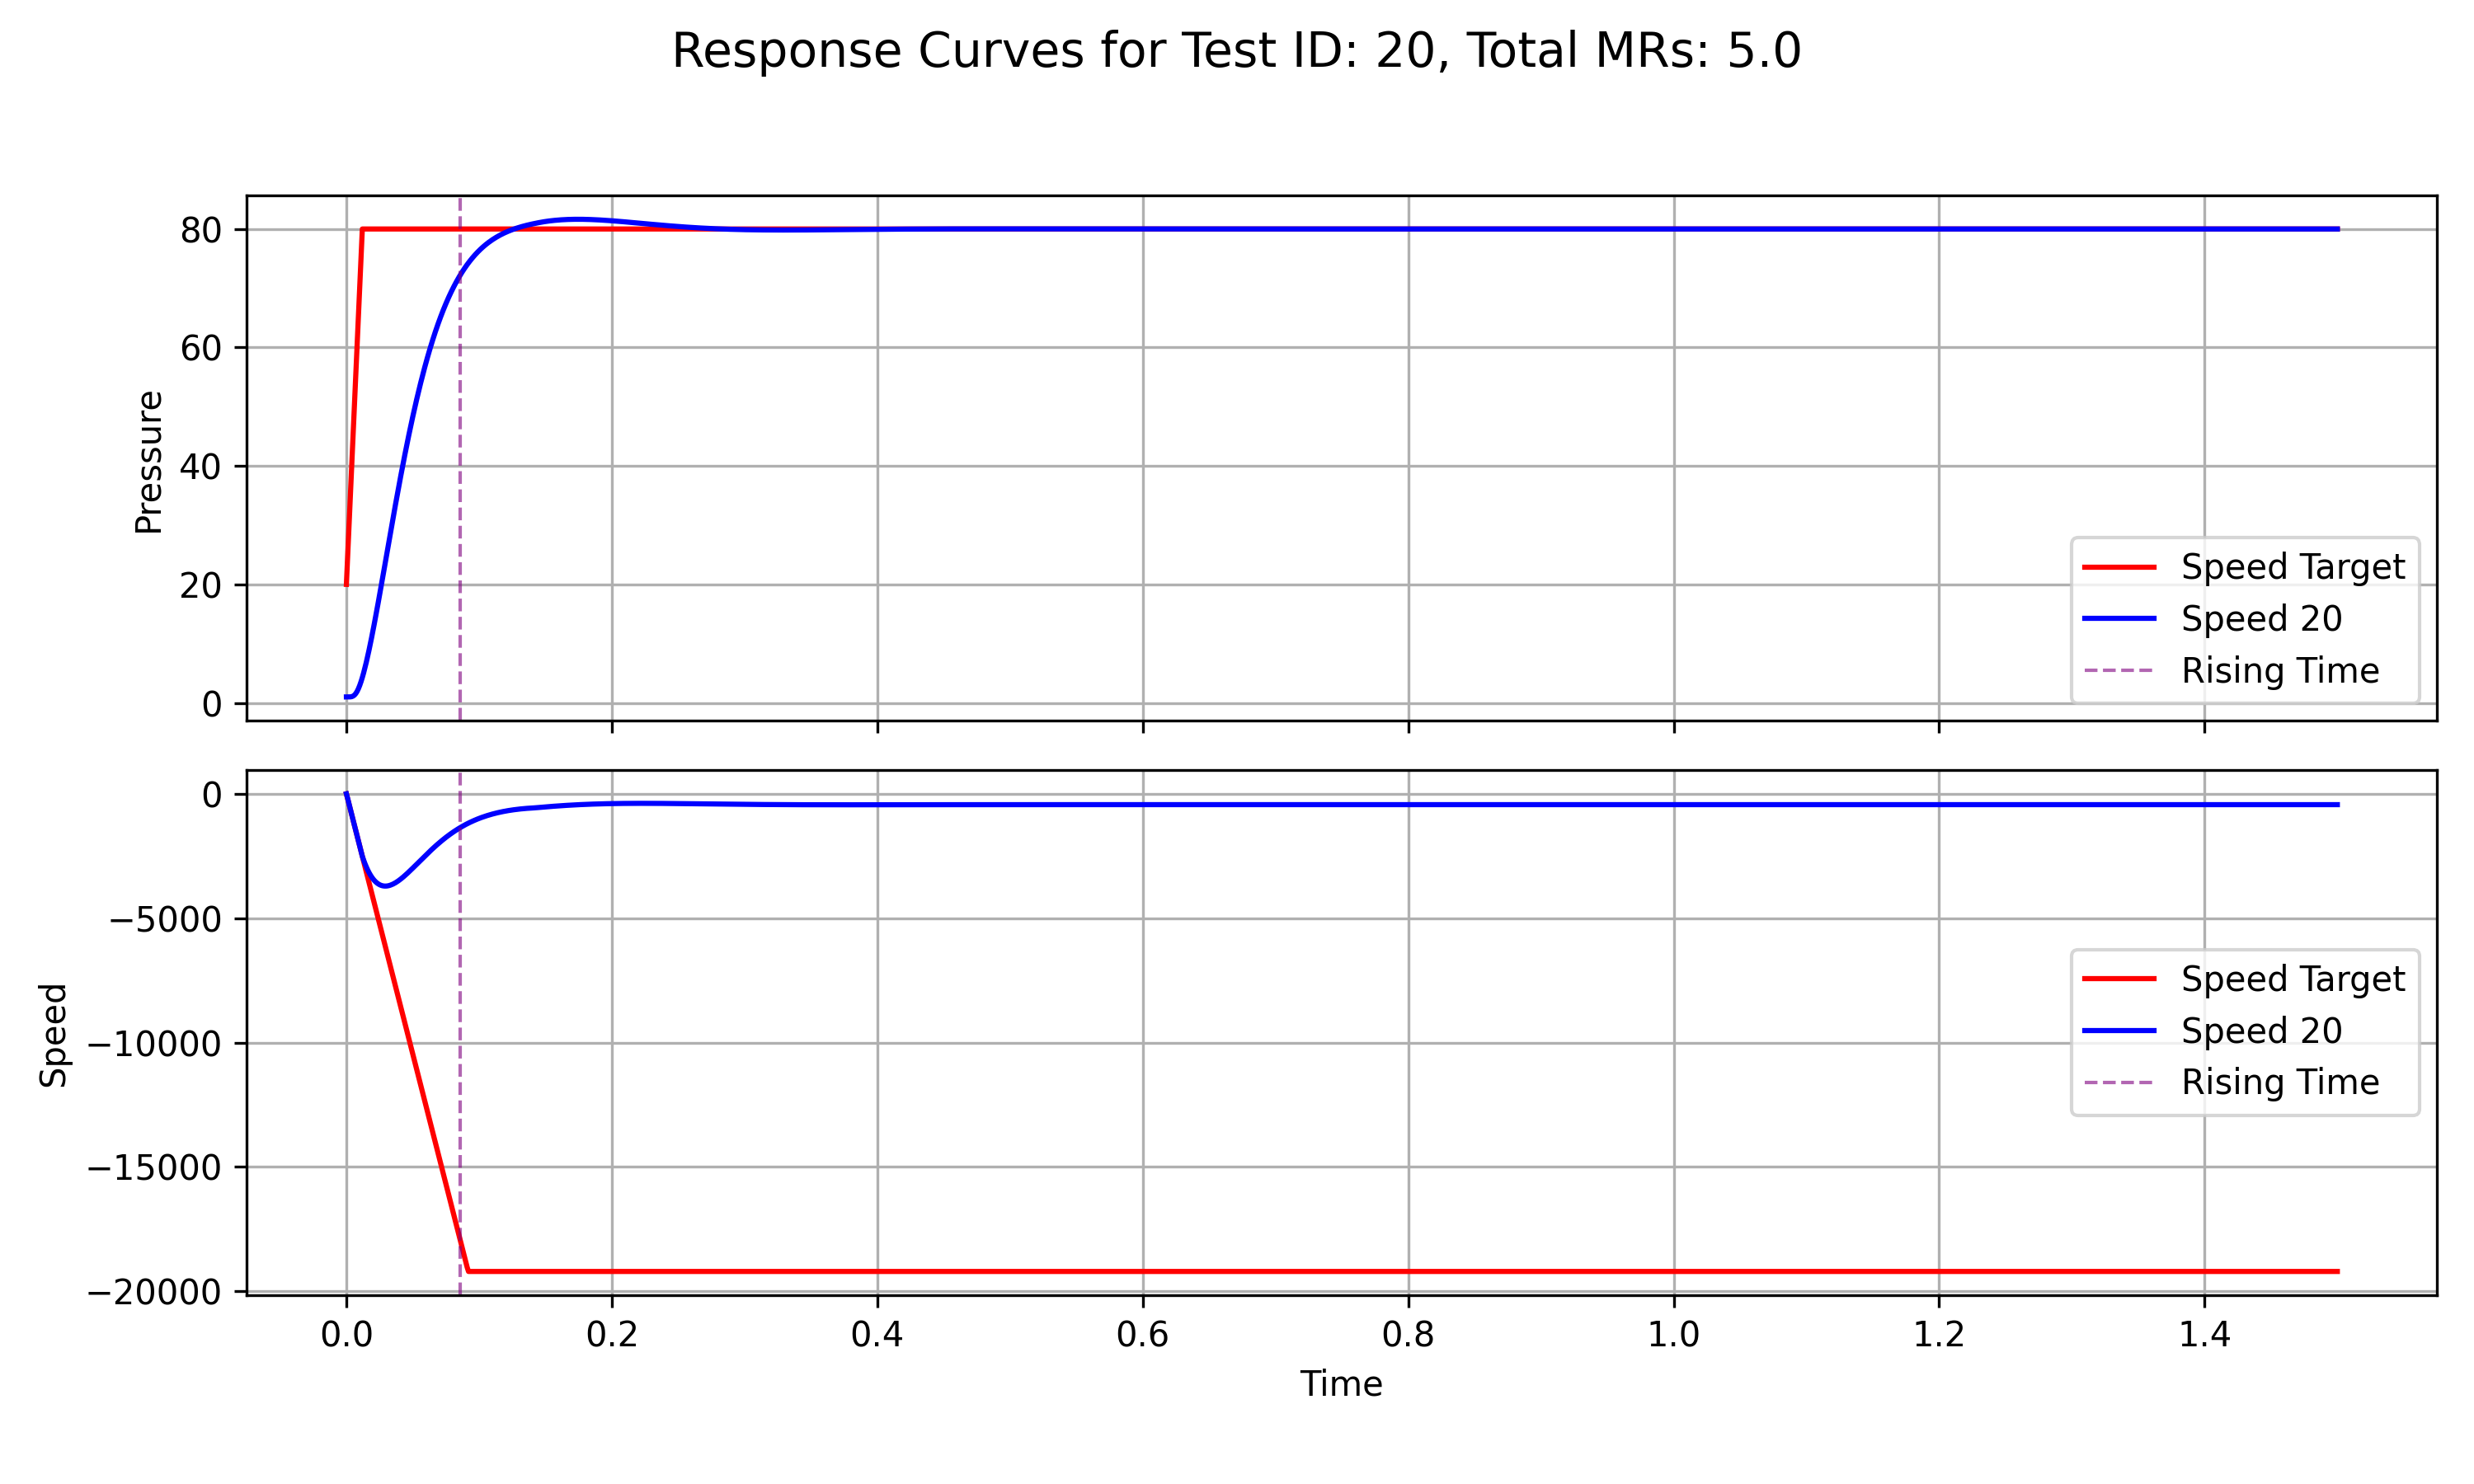 Response Curves for Test ID: 20, Total MRs: 5.0
80
60
40
20
0
Pressure
Speed Target
Speed 20
Rising Time
0
−5000
−10000
−15000
−20000
Speed
Speed Target
Speed 20
Rising Time
0.0 0.2 0.4 0.6 0.8 1.0 1.2 1.4
Time